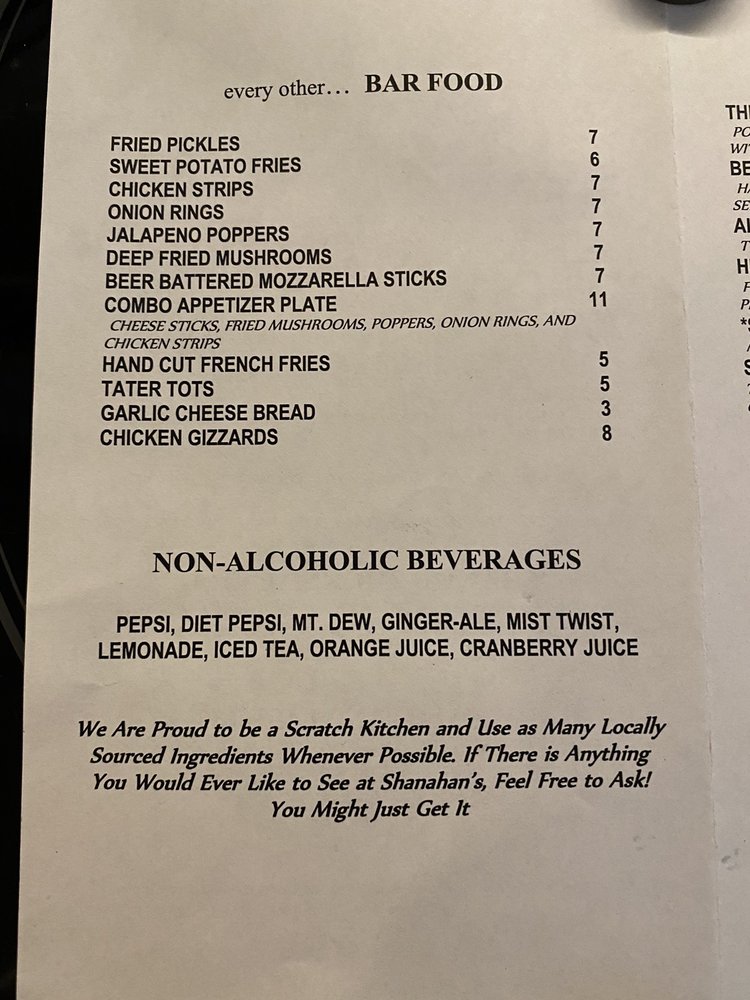 every other... BAR FOOD
FRIED PICKLES 7
SWEET POTATO FRIES 6
CHICKEN STRIPS 7
ONION RINGS 7
JALAPENO POPPERS 7
DEEP FRIED MUSHROOMS 7
BEER BATTERED MOZZARELLA STICKS 7
COMBO APPETIZER PLATE 11
CHEESE STICKS, FRIED MUSHROOMS, POPPERS, ONION RINGS, AND
CHICKEN STRIPS
HAND CUT FRENCH FRIES 5
TATER TOTS 5
GARLIC CHEESE BREAD 3
CHICKEN GIZZARDS 8
NON-ALCOHOLIC BEVERAGES
PEPSI, DIET PEPSI, MT. DEW, GINGER-ALE, MIST TWIST,
LEMONADE, ICED TEA, ORANGE JUICE, CRANBERRY JUICE
We Are Proud to be a Scratch Kitchen and Use as Many Locally
Sourced Ingredients Whenever Possible. If There is Anything
You Would Ever Like to See at Shanahan's, Feel Free to Ask!
You Might Just Get It